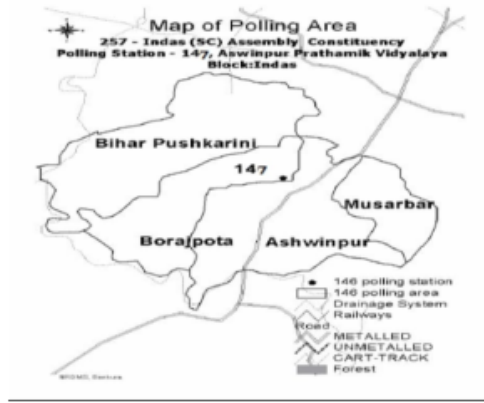 Map of Polling Area
257 - Indas (SC) Assembly Constituency
Polling Station - 147, Aswinpur Prathamik Vidyalaya
Block:Indas
Bihar Pushkarini
147
Musarbar
Borajpota
Ashwinpur
146 polling station
146 polling area
Drainage System
Railways
Road
METALLED
UNMETALLED
CART-TRACK
Forest